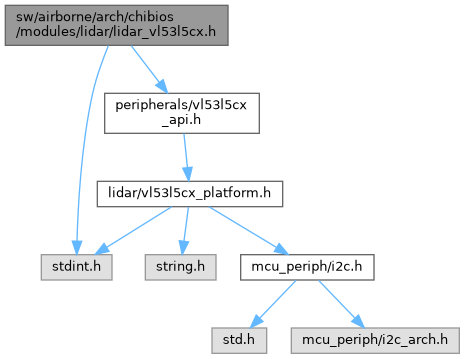 sw/airborne/arch/chibios
/modules/lidar/lidar_vl53l5cx.h
peripherals/vl53l5cx
_api.h
lidar/vl53l5cx_platform.h
stdint.h
string.h
mcu_periph/i2c.h
std.h
mcu_periph/i2c_arch.h